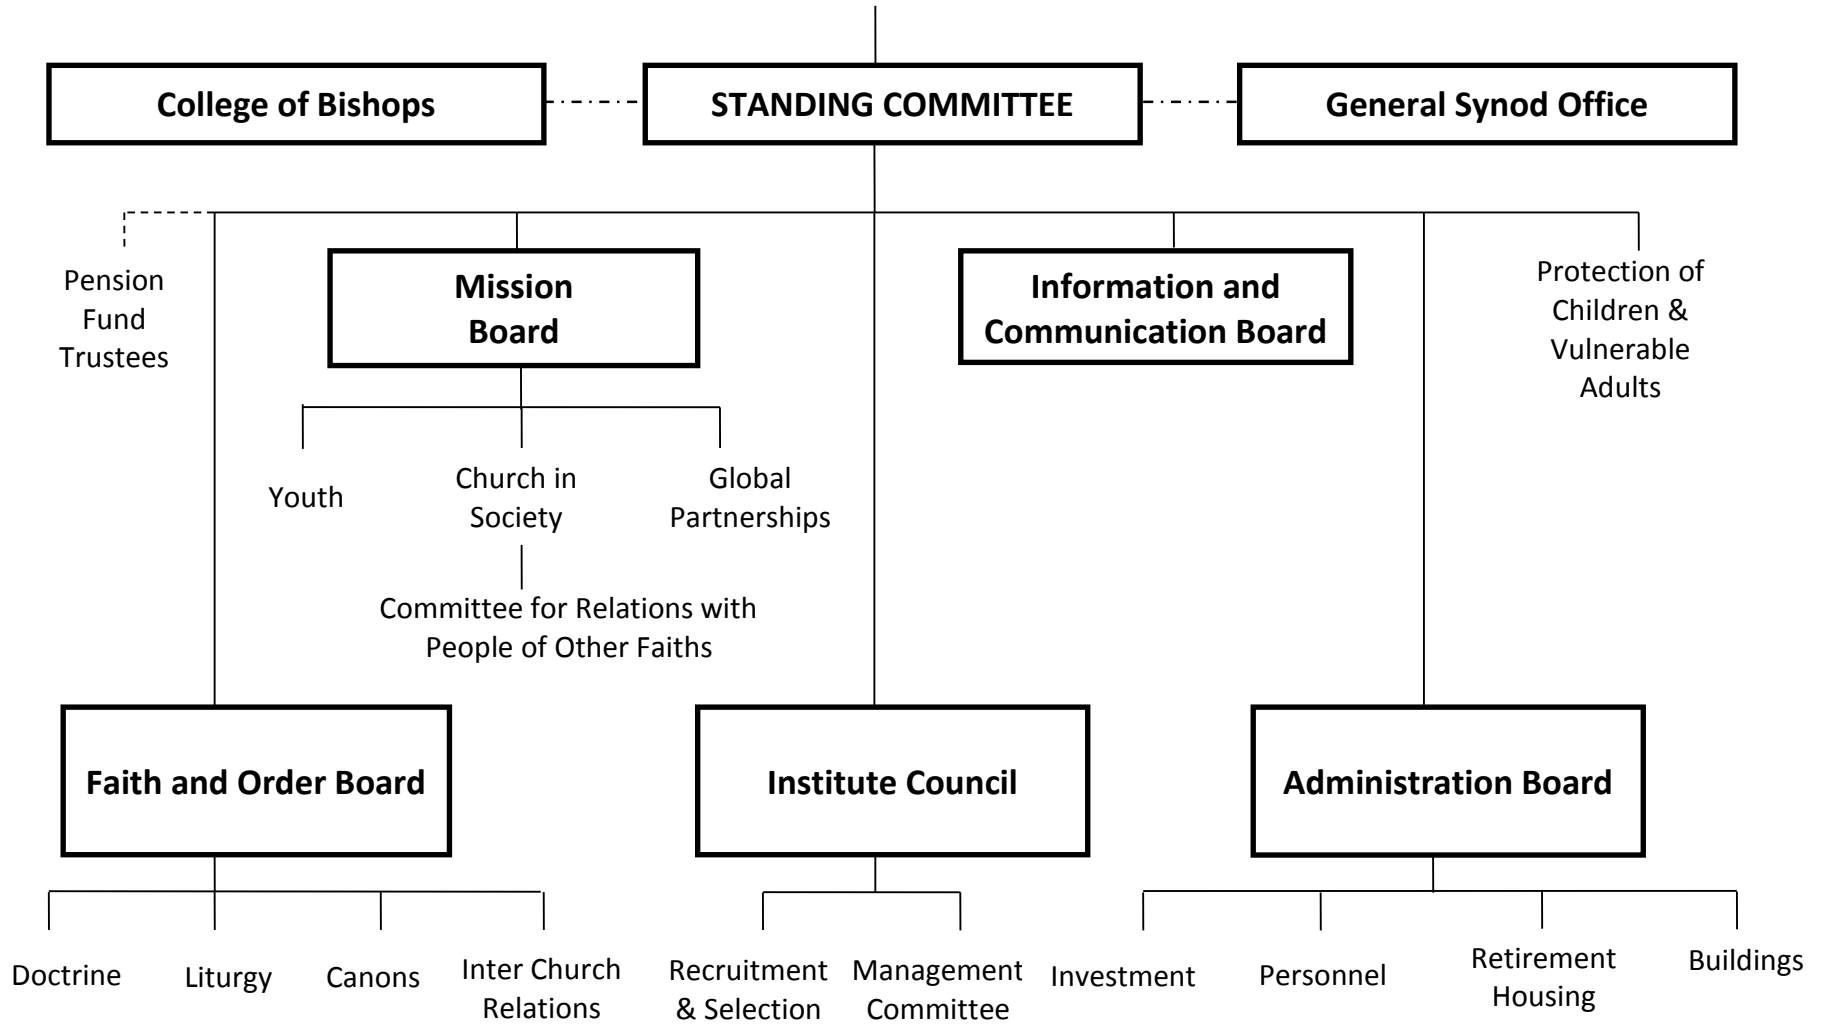 College of Bishops
STANDING COMMITTEE
General Synod Office
Pension
Fund
Trustees
Mission
Board
Information and
Communication Board
Protection of
Children &
Vulnerable
Adults
Youth
Church in
Society
Global
Partnerships
Committee for Relations with
People of Other Faiths
Faith and Order Board
Institute Council
Administration Board
Doctrine
Liturgy
Canons
Inter Church
Relations
Recruitment
& Selection
Management
Committee
Investment
Personnel
Retirement
Housing
Buildings